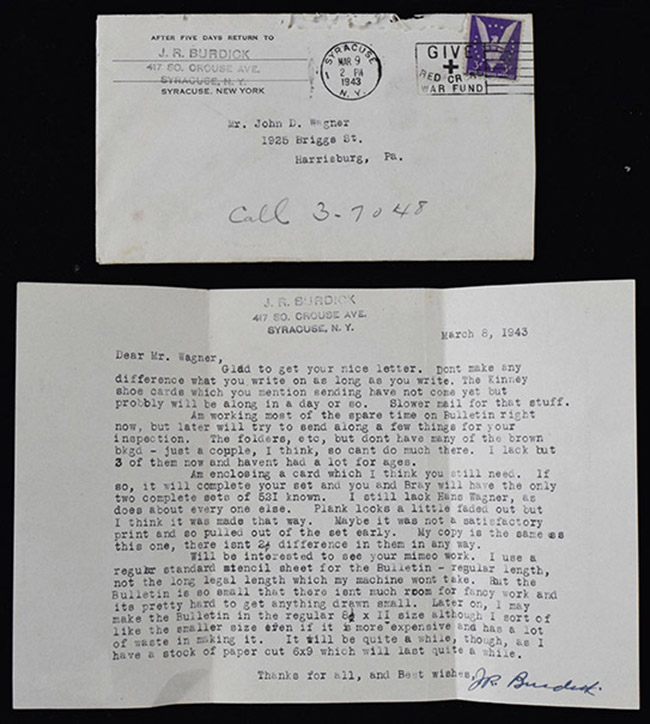 AFTER FIVE DAYS RETURN TO
J. R. BURDICK
417 SO. CROUSE AVE.
SYRACUSE, N. Y.
SYRACUSE, NEW YORK
SYRACUSE
MAR 9
2 PM
1943
N. Y.
GIVE
RED CROSS
WAR FUND
Mr. John D. Wagner
1925 Briggs St.
Harrisburg, Pa.
Call 3-7048
J. R. BURDICK
417 SO. CROUSE AVE.
SYRACUSE, N. Y.
March 8, 1943
Dear Mr. Wagner,
Glad to get your nice letter. Dont make any
difference what you write on as long as you write. The Kinney
shoe cards which you mention sending have not come yet but
probbly will be along in a day or so. Slower mail for that stuff.
Am working most of the spare time on Bulletin right
now, but later will try to send along a few things for your
inspection. The folders, etc, but dont have many of the brown
bkgd - just a couple, I think, so cant do much there. I lack but
3 of them now and havent had a lot for ages.
Am enclosing a card which I think you still need. If
so, it will complete your set and you and Bray will have the only
two complete sets of 53I known. I still lack Hans Wagner, as
does about every one else. Plank looks a little faded out but
I think it was made that way. Maybe it was not a satisfactory
print and so pulled out of the set early. My copy is the same as
this one, there isnt 2¢ difference in them in any way.
Will be interested to see your mimeo work. I use a
regular standard stencil sheet for the Bulletin - regular length,
not the long legal length which my machine wont take. But the
Bulletin is so small that there isnt much room for fancy work and
its pretty hard to get anything drawn small. Later on, I may
make the Bulletin in the regular 8½ x II size although I sort of
like the smaller size even if it is more expensive and has a lot
of waste in making it. It will be quite a while, though, as I
have a stock of paper cut 6x9 which will last quite a while.
Thanks for all, and Best wishes,
J.R. Burdick.